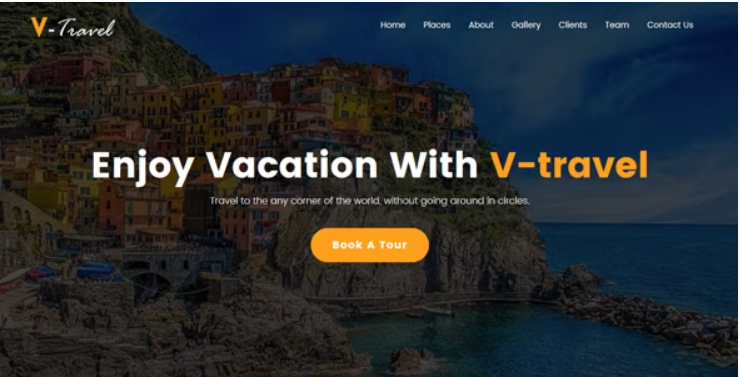 V-Travel
Home Places About Gallery Clients Team Contact Us
Enjoy Vacation With V-travel
Travel to the any corner of the world, without going around in circles.
Book A Tour